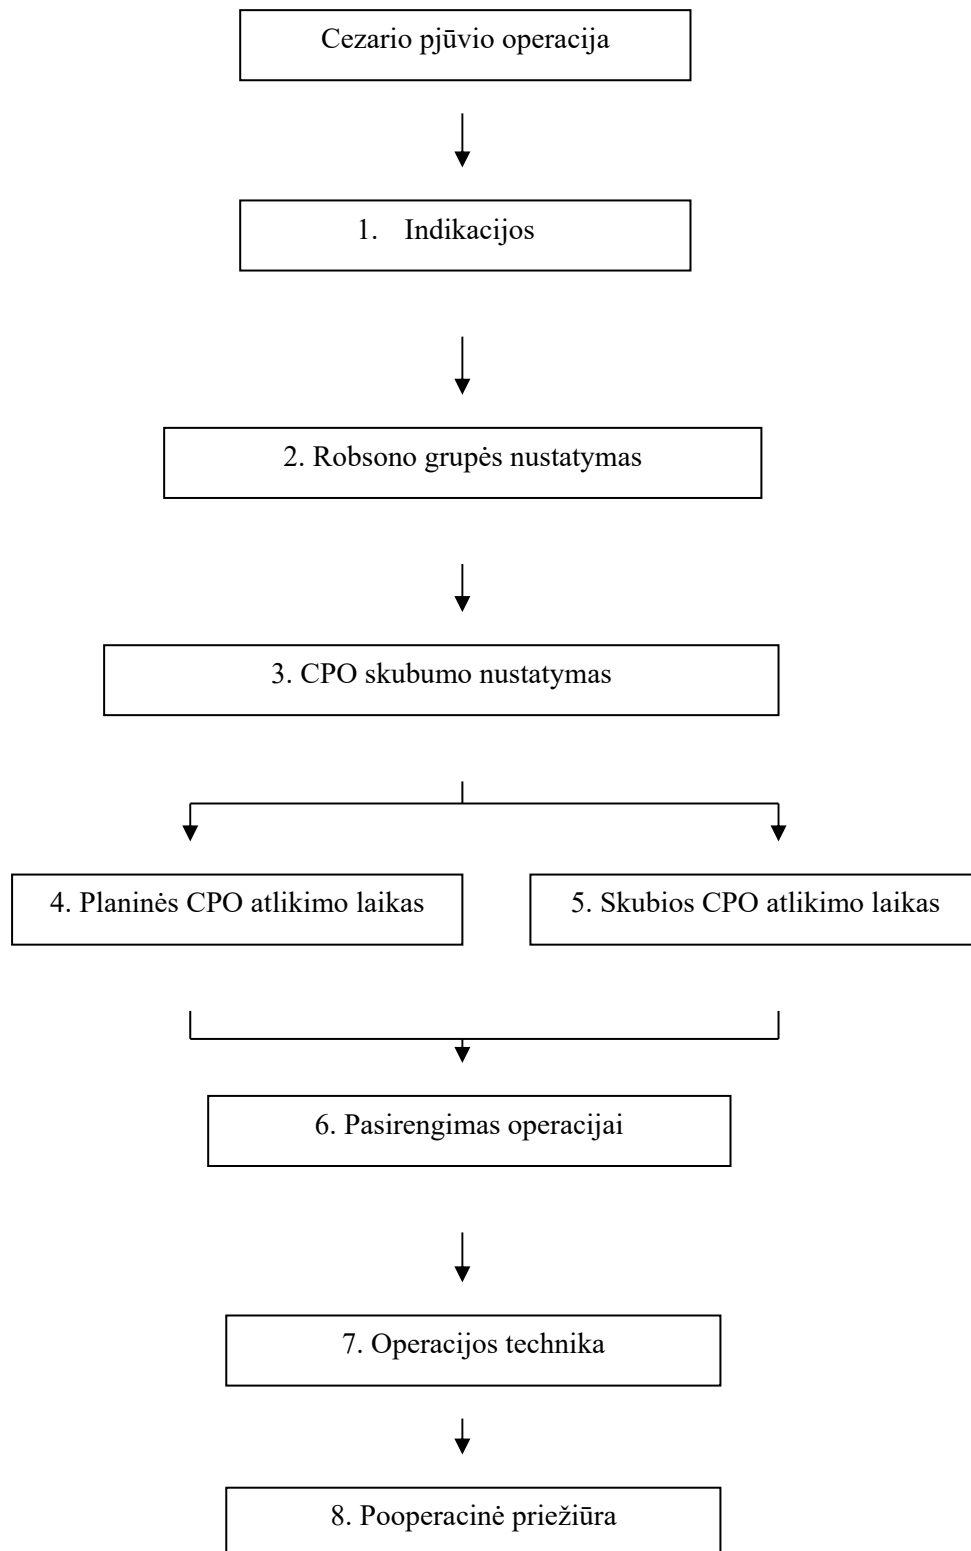 Cezario pjūvio operacija
1. Indikacijos
2. Robsono grupės nustatymas
3. CPO skubumo nustatymas
4. Planinės CPO atlikimo laikas
5. Skubios CPO atlikimo laikas
6. Pasirengimas operacijai
7. Operacijos technika
8. Pooperacinė priežiūra